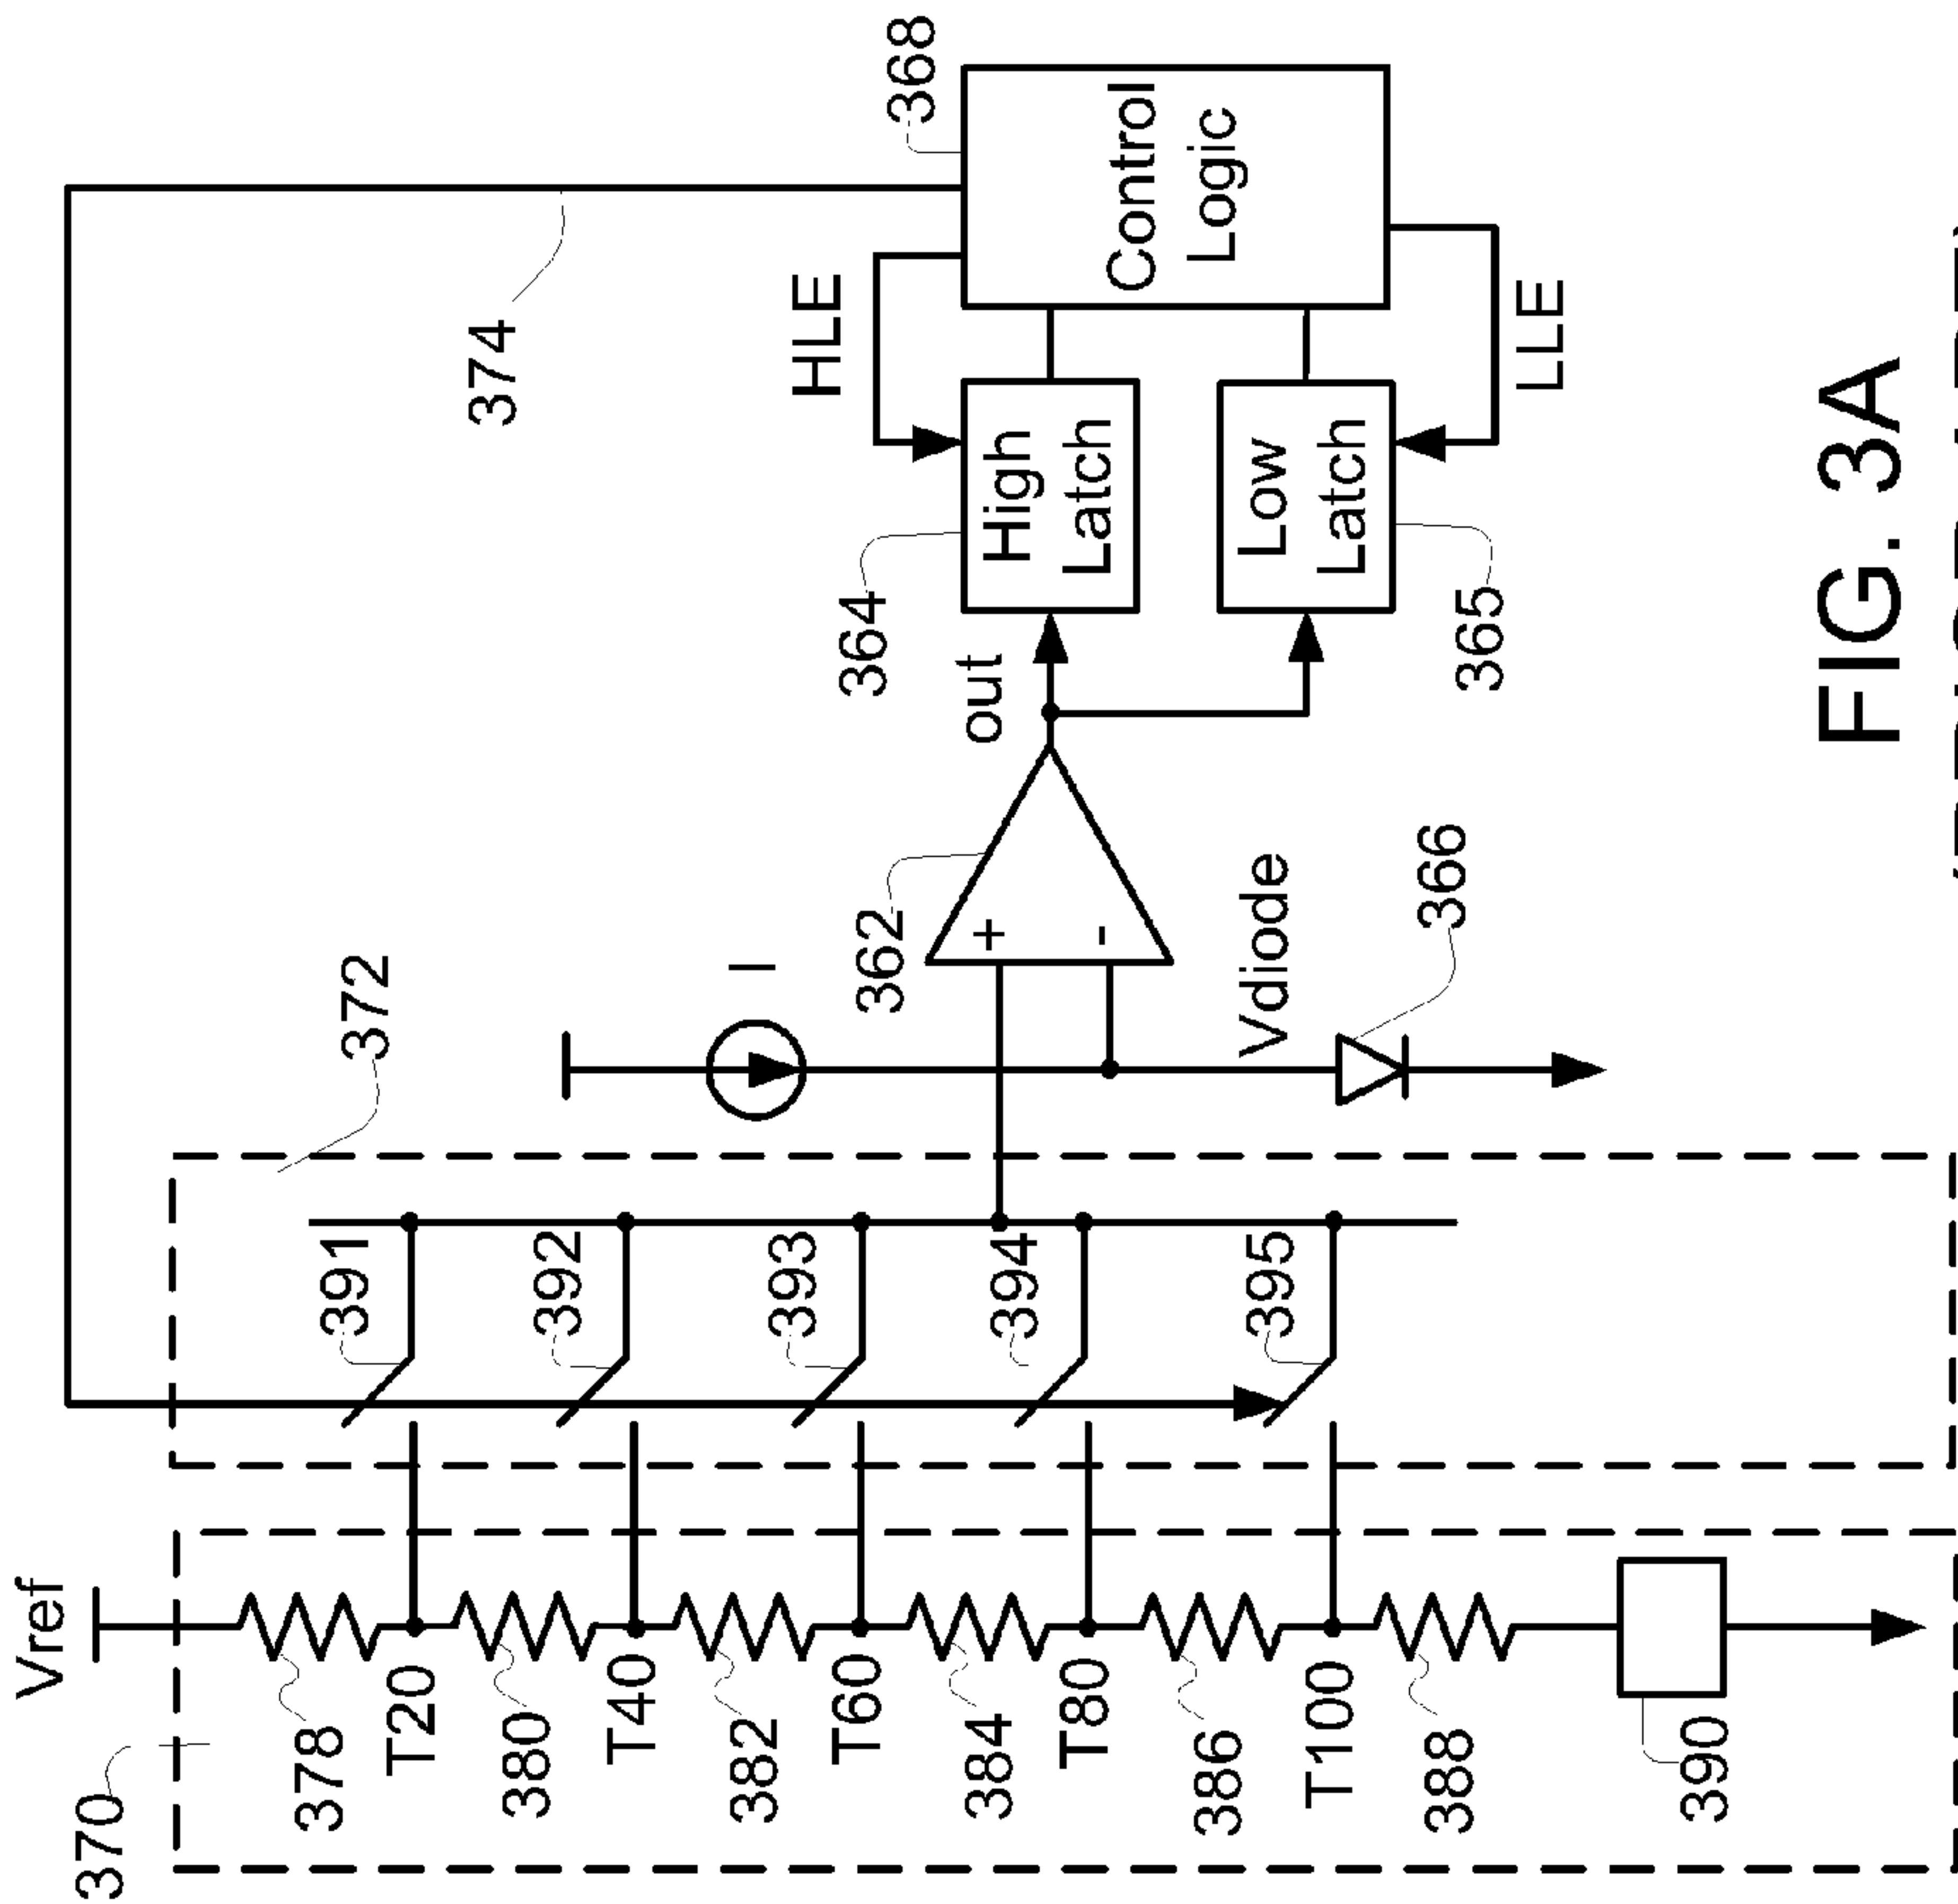 Vref
370
378
T20
380
T40
382
T60
384
T80
386
T100
388
390
372
391
392
393
394
395
I
Vdiode
366
362
+
-
out
364
High
Latch
365
Low
Latch
HLE
LLE
374
368
Control
Logic
FIG. 3A